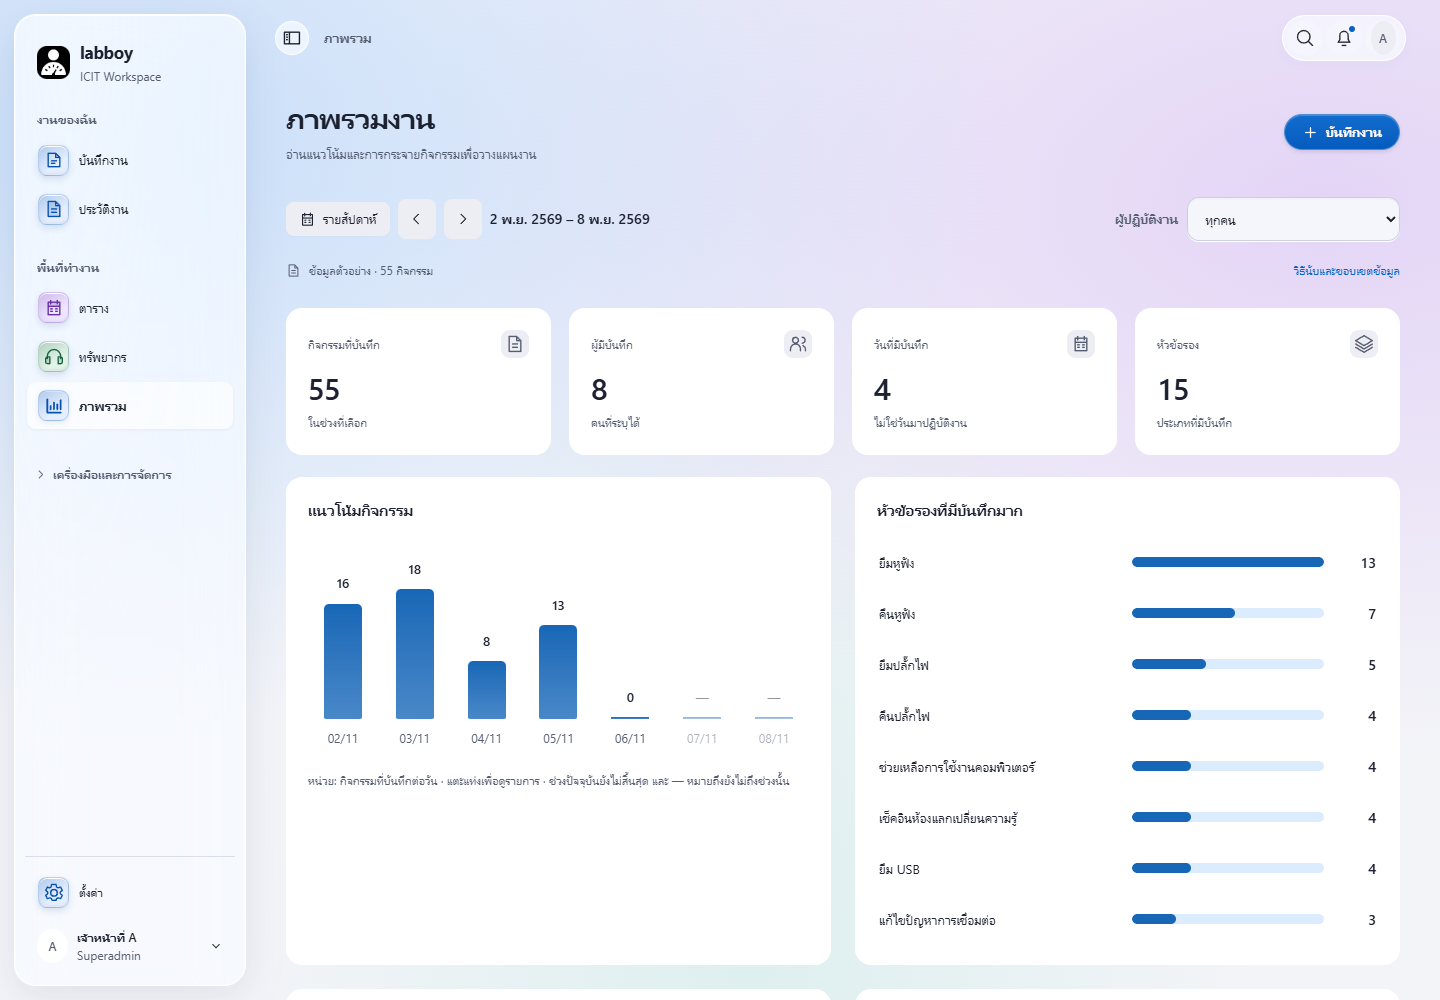 labboy
ICIT Workspace
งานของฉัน
บันทึกงาน
ประวัติงาน
พื้นที่ทำงาน
ตาราง
ทรัพยากร
ภาพรวม
เครื่องมือและการจัดการ
ตั้งค่า
A
เจ้าหน้าที่ A
Superadmin
ภาพรวม
A
ภาพรวมงาน
อ่านแนวโน้มและการกระจายกิจกรรมเพื่อวางแผนงาน
บันทึกงาน
รายสัปดาห์
2 พ.ย. 2569 – 8 พ.ย. 2569
ผู้ปฏิบัติงาน
ทุกคน
ข้อมูลตัวอย่าง · 55 กิจกรรม
วิธีนับและขอบเขตข้อมูล
กิจกรรมที่บันทึก
55
ในช่วงที่เลือก
ผู้มีบันทึก
8
คนที่ระบุได้
วันที่มีบันทึก
4
ไม่ใช่วันมาปฏิบัติงาน
หัวข้อรอง
15
ประเภทที่มีบันทึก
แนวโน้มกิจกรรม
16
18
8
13
0
—
—
02/11
03/11
04/11
05/11
06/11
07/11
08/11
หน่วย: กิจกรรมที่บันทึกต่อวัน · แตะแท่งเพื่อดูรายการ · ช่วงปัจจุบันยังไม่สิ้นสุด และ — หมายถึงยังไม่ถึงช่วงนั้น
หัวข้อรองที่มีบันทึกมาก
ยืมหูฟัง 13
คืนหูฟัง 7
ยืมปลั๊กไฟ 5
คืนปลั๊กไฟ 4
ช่วยเหลือการใช้งานคอมพิวเตอร์ 4
เช็คอินห้องแลกเปลี่ยนความรู้ 4
ยืม USB 4
แก้ไขปัญหาการเชื่อมต่อ 3